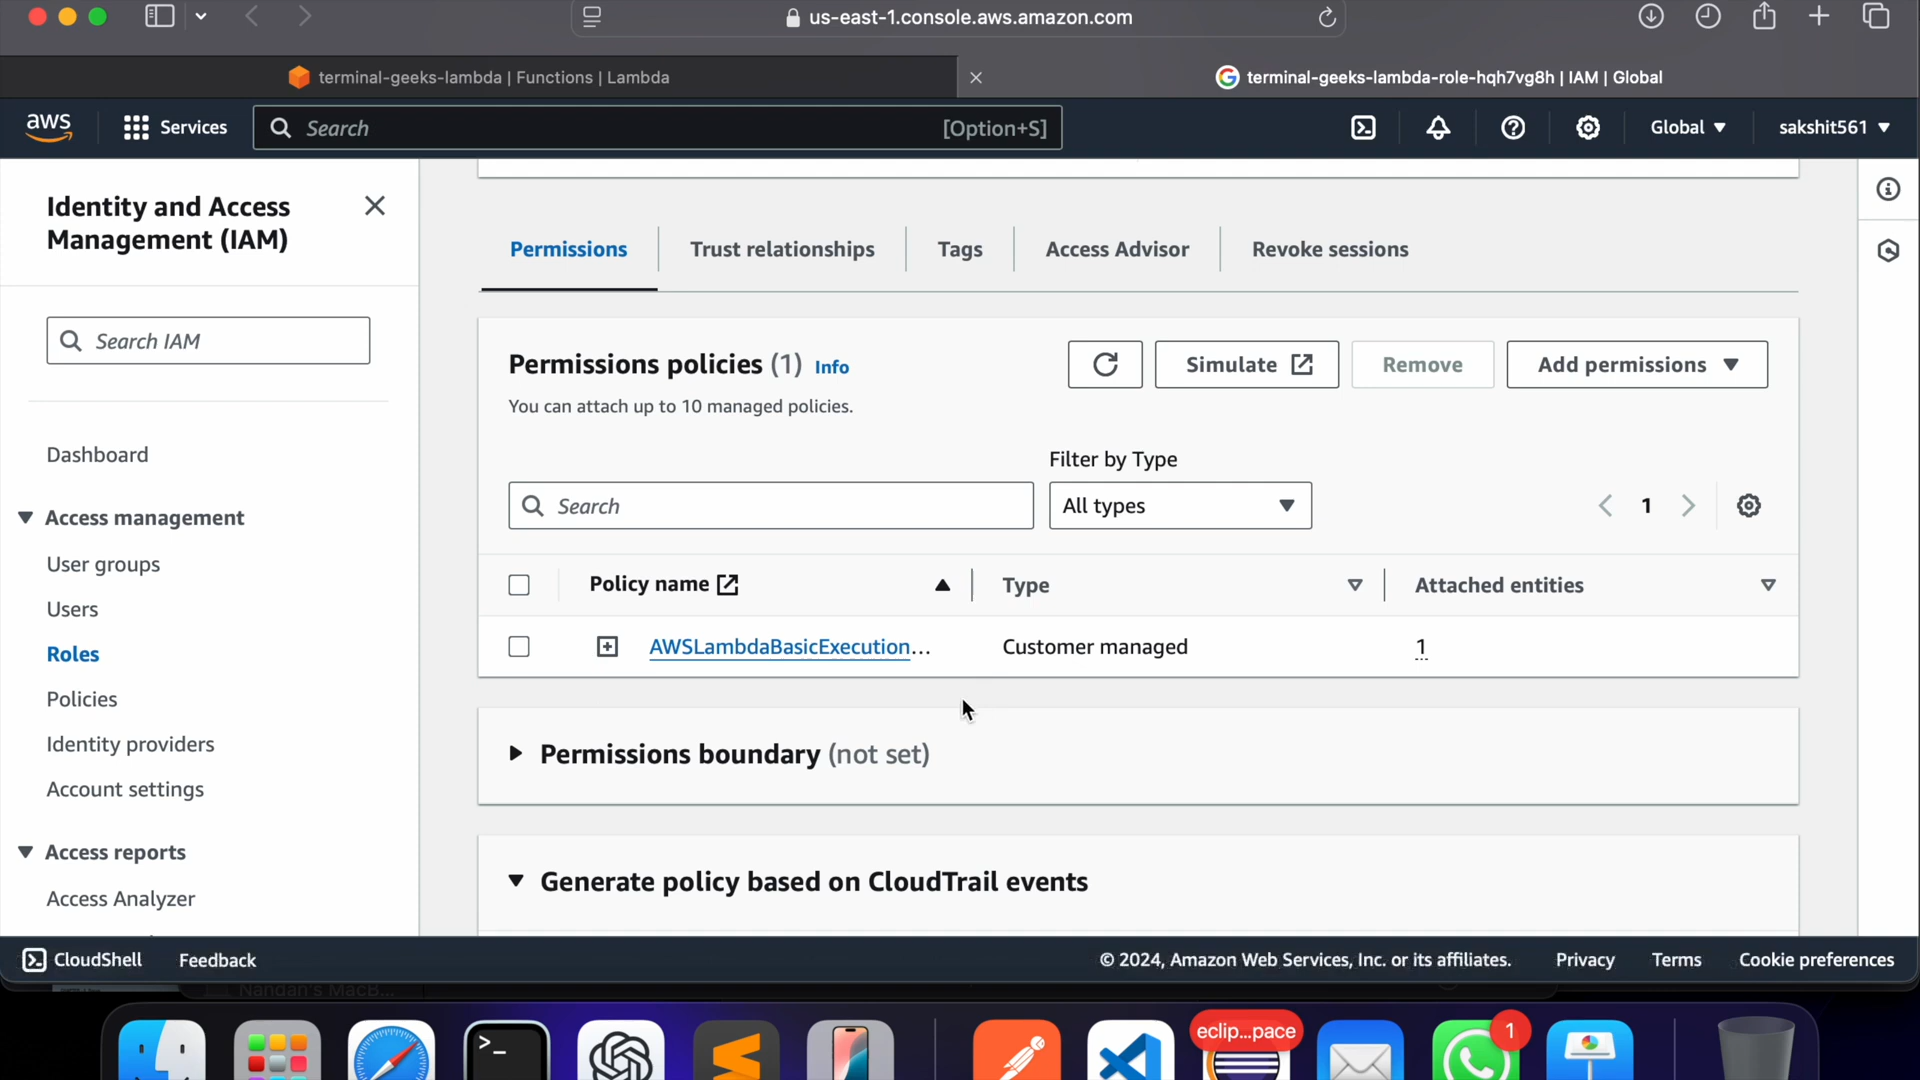 us-east-1.console.aws.amazon.com
terminal-geeks-lambda | Functions | Lambda
terminal-geeks-lambda-role-hqh7vg8h | IAM | Global
aws
Services
Search
[Option+S]
Global
sakshit561
Identity and Access
Management (IAM)
Search IAM
Dashboard
Access management
User groups
Users
Roles
Policies
Identity providers
Account settings
Access reports
Access Analyzer
Permissions
Trust relationships
Tags
Access Advisor
Revoke sessions
Permissions policies (1) Info
You can attach up to 10 managed policies.
Simulate
Remove
Add permissions
Filter by Type
Search
All types
1
Policy name
Type
Attached entities
AWSLambdaBasicExecution...
Customer managed
1
Permissions boundary (not set)
Generate policy based on CloudTrail events
CloudShell
Feedback
© 2024, Amazon Web Services, Inc. or its affiliates.
Privacy
Terms
Cookie preferences
Nandan's MacB...
eclip...pace
1